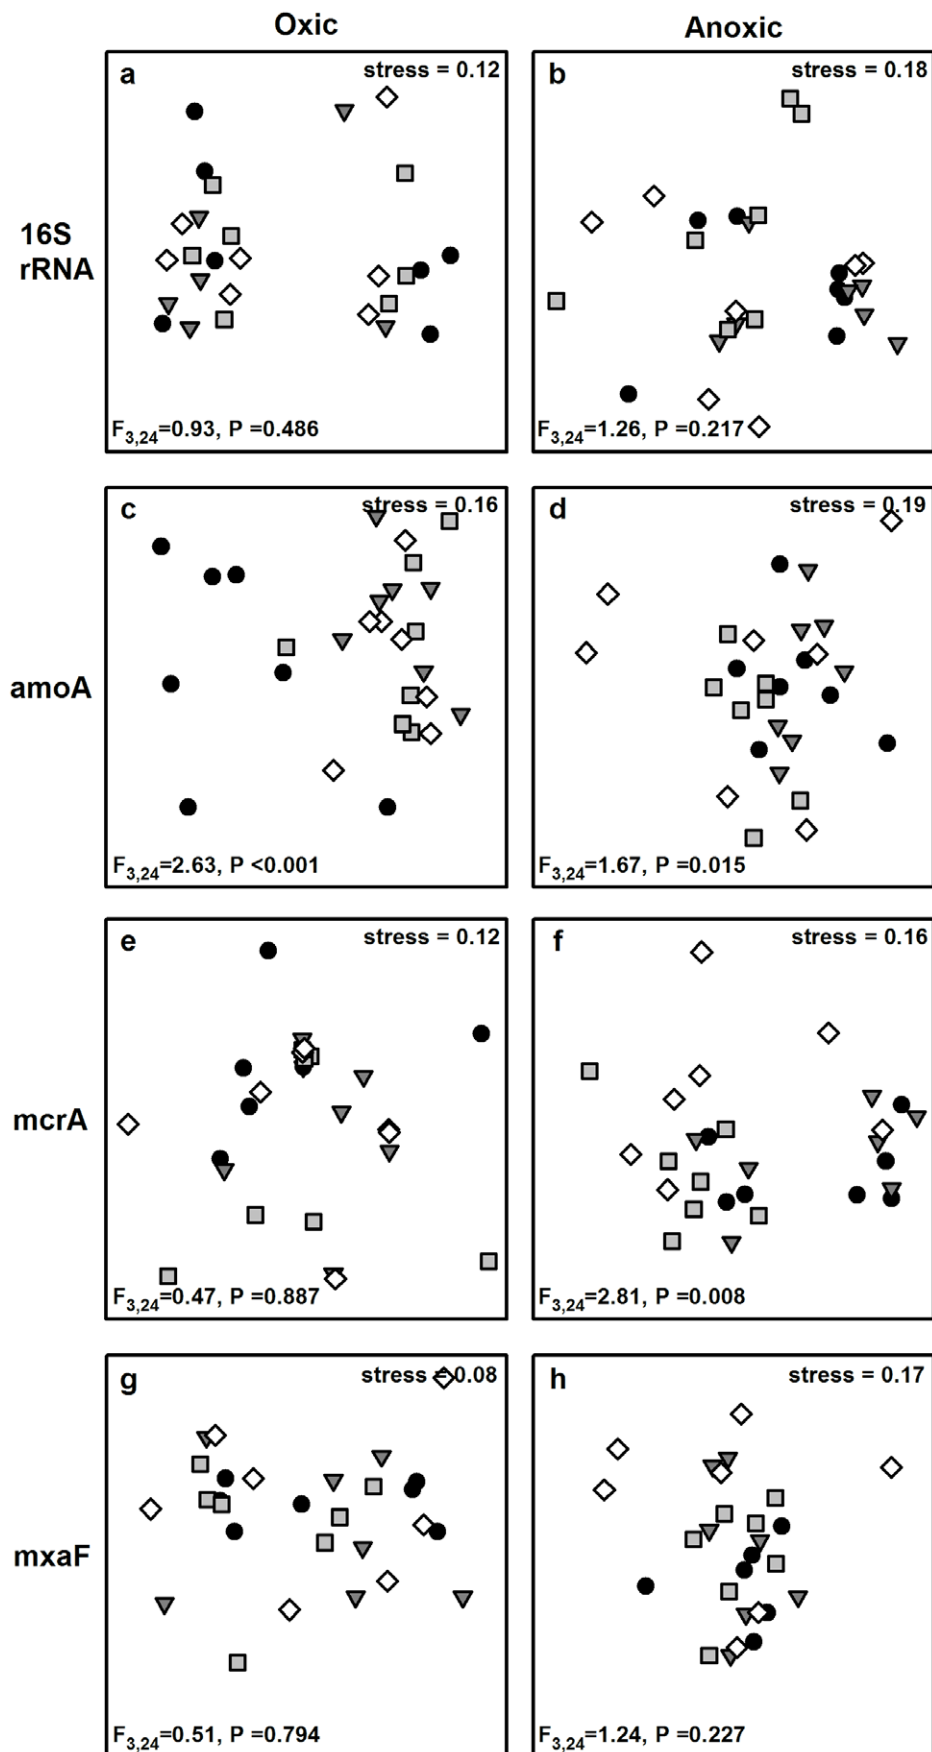 Oxic
Anoxic
a
stress = 0.12
b
stress = 0.18
16S
rRNA
F3,24=0.93, P =0.486
F3,24=1.26, P =0.217
c
stress = 0.16
d
stress = 0.19
amoA
F3,24=2.63, P <0.001
F3,24=1.67, P =0.015
e
stress = 0.12
f
stress = 0.16
mcrA
F3,24=0.47, P =0.887
F3,24=2.81, P =0.008
g
stress = 0.08
h
stress = 0.17
mxaF
F3,24=0.51, P =0.794
F3,24=1.24, P =0.227